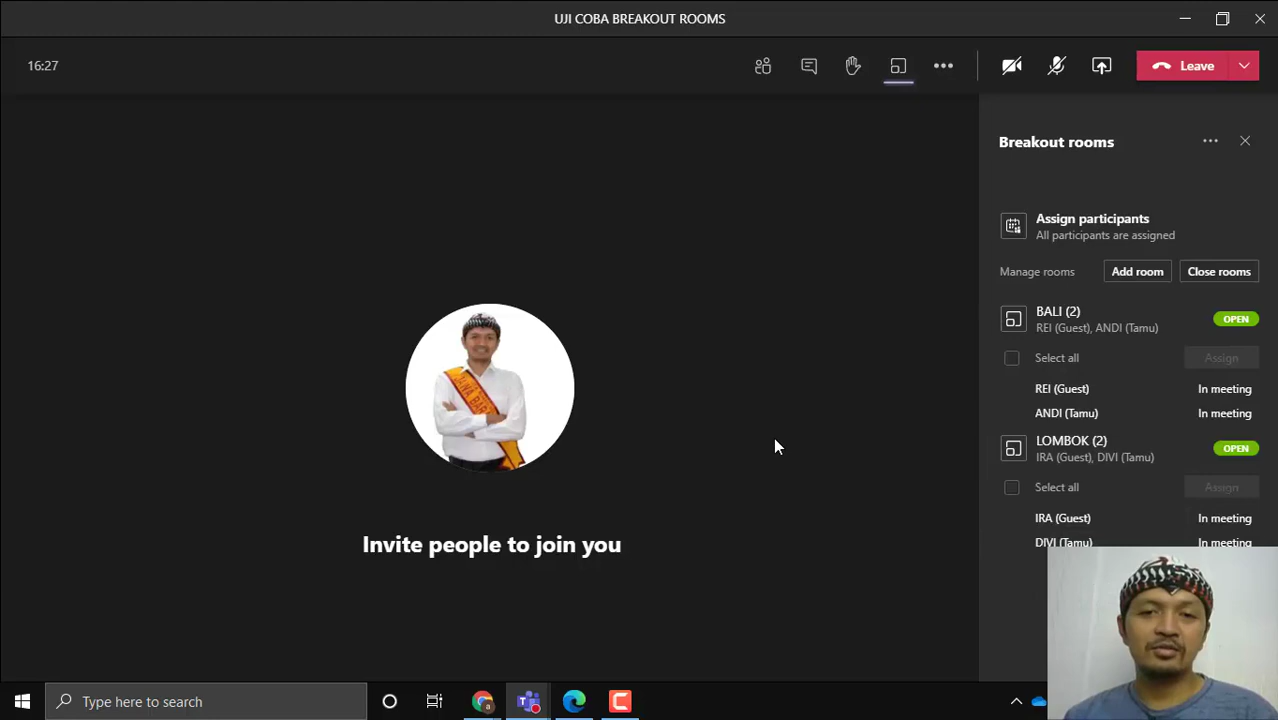 UJI COBA BREAKOUT ROOMS
16:27
Leave
Breakout rooms
Assign participants
All participants are assigned
Manage rooms Add room Close rooms
BALI (2) OPEN
REI (Guest), ANDI (Tamu)
Select all Assign
REI (Guest) In meeting
ANDI (Tamu) In meeting
LOMBOK (2) OPEN
IRA (Guest), DIVI (Tamu)
Select all Assign
IRA (Guest) In meeting
DIVI (Tamu) In meeting
Invite people to join you
Type here to search